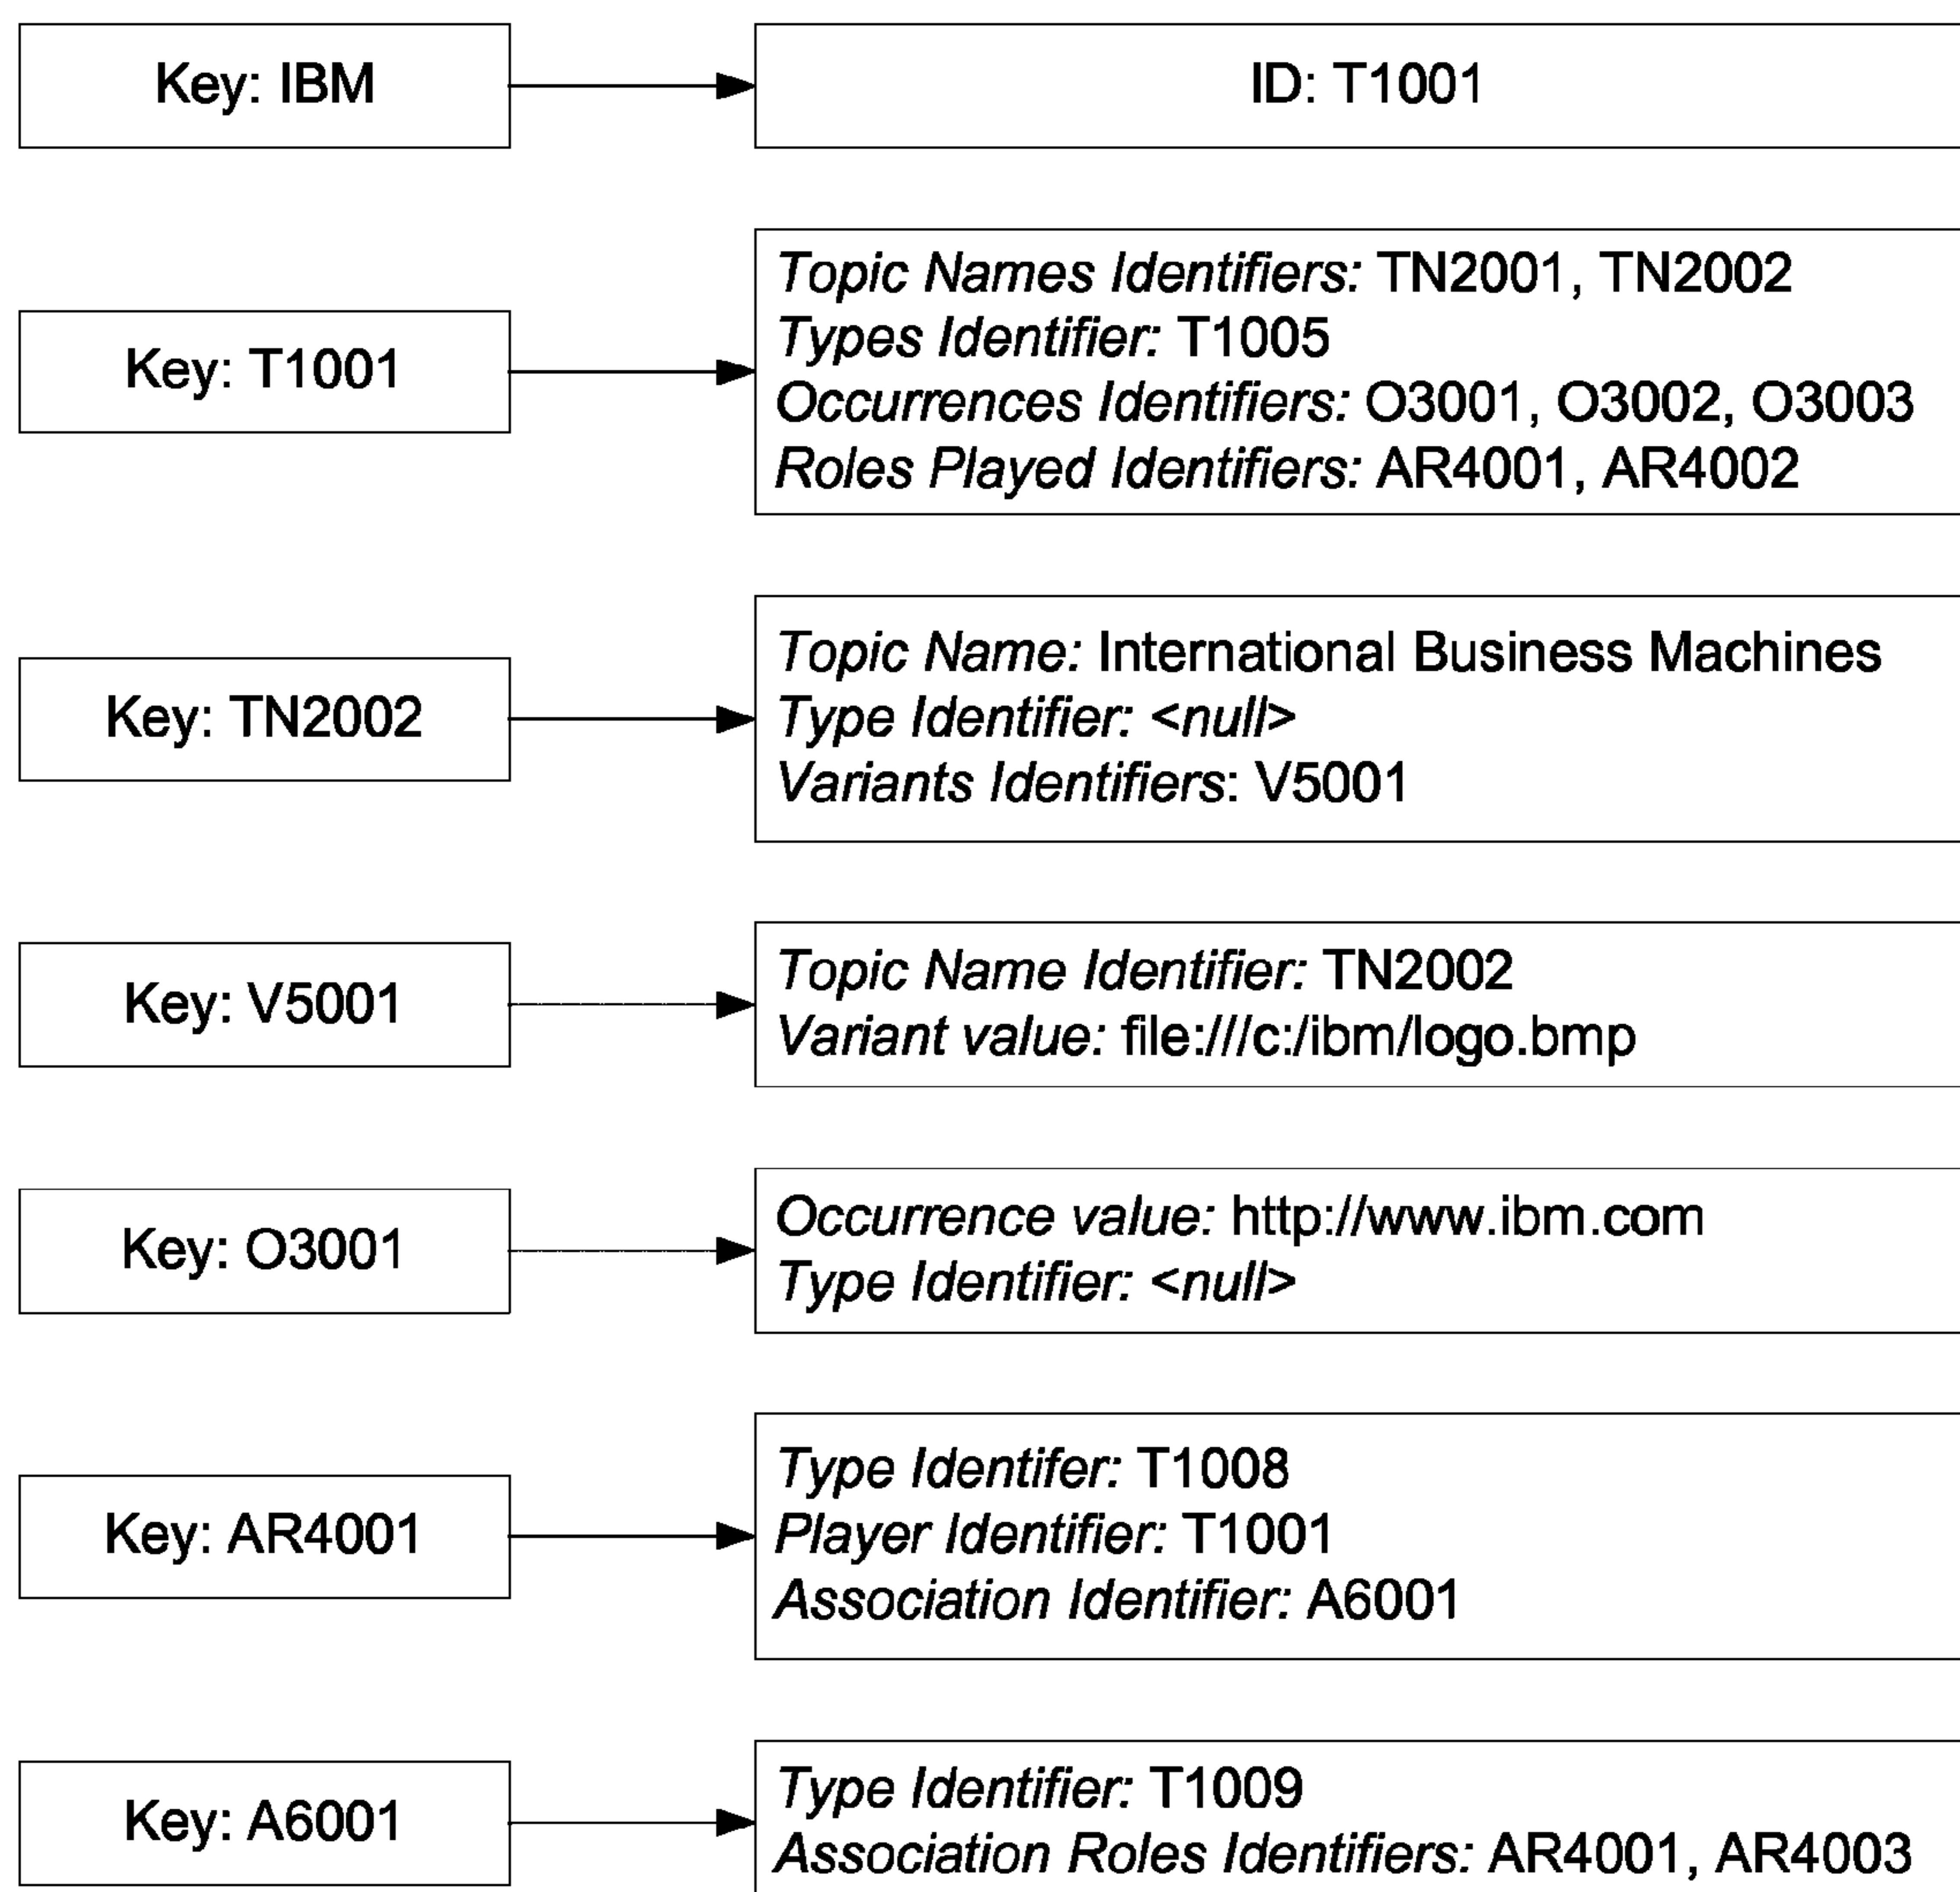 Key: IBM
ID: T1001
Key: T1001
Topic Names Identifiers: TN2001, TN2002
Types Identifier: T1005
Occurrences Identifiers: O3001, O3002, O3003
Roles Played Identifiers: AR4001, AR4002
Key: TN2002
Topic Name: International Business Machines
Type Identifier: <null>
Variants Identifiers: V5001
Key: V5001
Topic Name Identifier: TN2002
Variant value: file:///c:/ibm/logo.bmp
Key: O3001
Occurrence value: http://www.ibm.com
Type Identifier: <null>
Key: AR4001
Type Identifer: T1008
Player Identifier: T1001
Association Identifier: A6001
Key: A6001
Type Identifier: T1009
Association Roles Identifiers: AR4001, AR4003